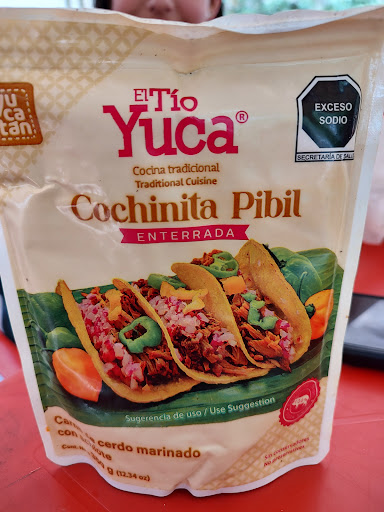 yu
ca
tán
El Tío
Yuca®
Cocina tradicional
Traditional Cuisine
Cochinita Pibil
ENTERRADA
EXCESO
SODIO
SECRETARÍA DE SALUD
Sugerencia de uso / Use Suggestion
cerdo marinado
con
g (12.34 oz)